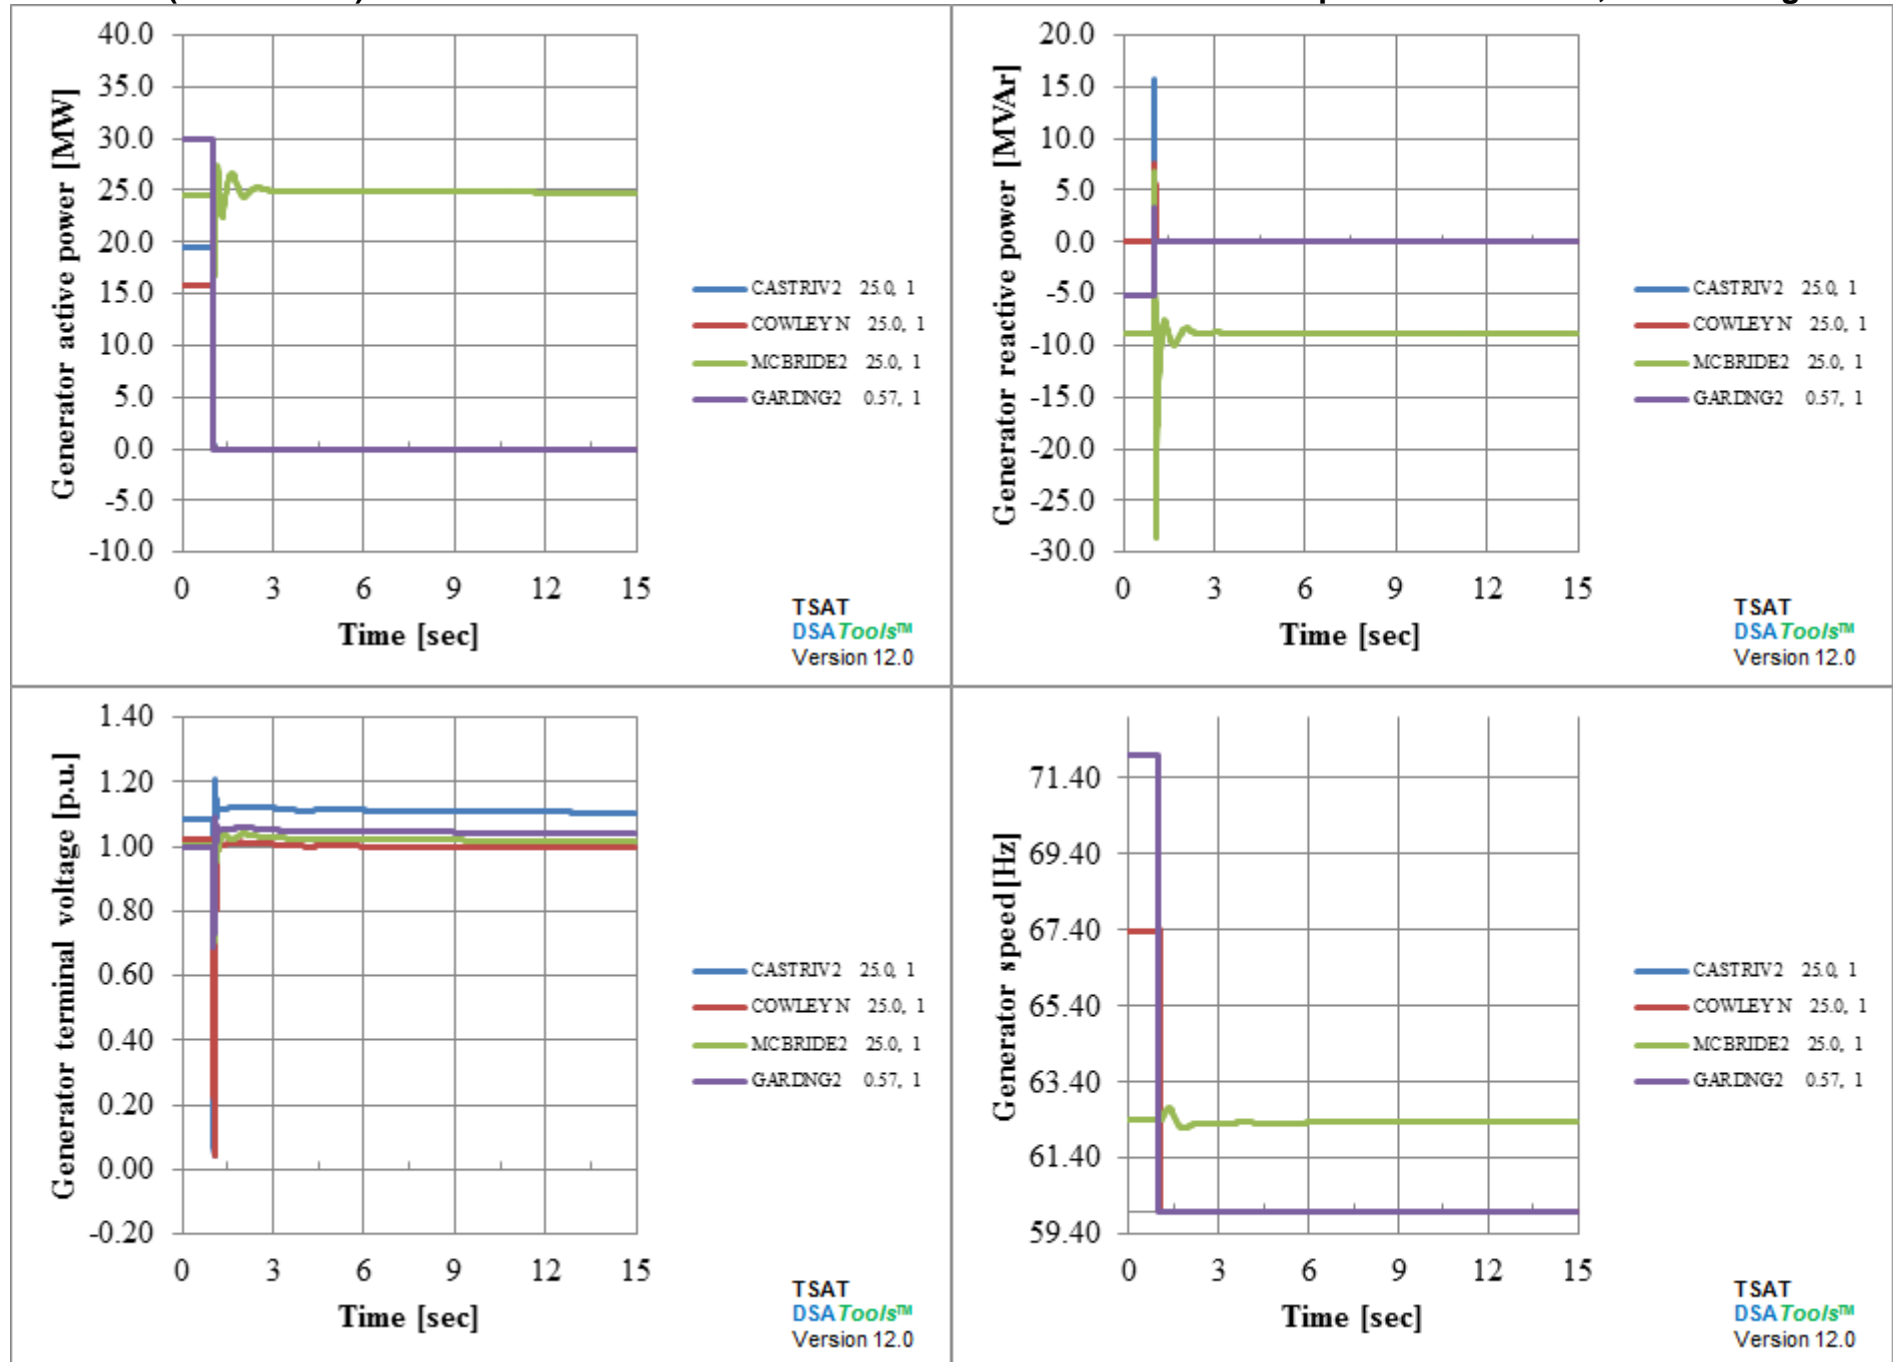 40.0
35.0
30.0
25.0
20.0
15.0
10.0
5.0
0.0
-5.0
-10.0
Generator active power [MW]
0 3 6 9 12 15
Time [sec]
CASTRIV2 25.0, 1
COWLEY N 25.0, 1
MCBRIDE2 25.0, 1
GARDNG2 0.57, 1
TSAT
DSATools™
Version 12.0
20.0
15.0
10.0
5.0
0.0
-5.0
-10.0
-15.0
-20.0
-25.0
-30.0
Generator reactive power [MVAr]
0 3 6 9 12 15
Time [sec]
CASTRIV2 25.0, 1
COWLEY N 25.0, 1
MCBRIDE2 25.0, 1
GARDNG2 0.57, 1
TSAT
DSATools™
Version 12.0
1.40
1.20
1.00
0.80
0.60
0.40
0.20
0.00
-0.20
Generator terminal voltage [p.u.]
0 3 6 9 12 15
Time [sec]
CASTRIV2 25.0, 1
COWLEY N 25.0, 1
MCBRIDE2 25.0, 1
GARDNG2 0.57, 1
TSAT
DSATools™
Version 12.0
71.40
69.40
67.40
65.40
63.40
61.40
59.40
Generator speed[Hz]
0 3 6 9 12 15
Time [sec]
CASTRIV2 25.0, 1
COWLEY N 25.0, 1
MCBRIDE2 25.0, 1
GARDNG2 0.57, 1
TSAT
DSATools™
Version 12.0